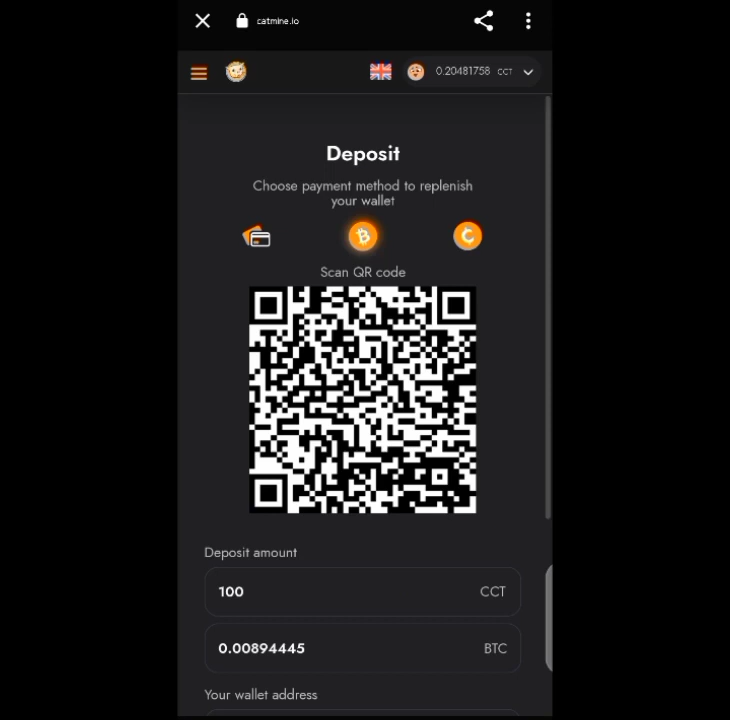 catmine.io
0.20481758 CCT
Deposit
Choose payment method to replenish
your wallet
Scan QR code
Deposit amount
100 CCT
0.00894445 BTC
Your wallet address